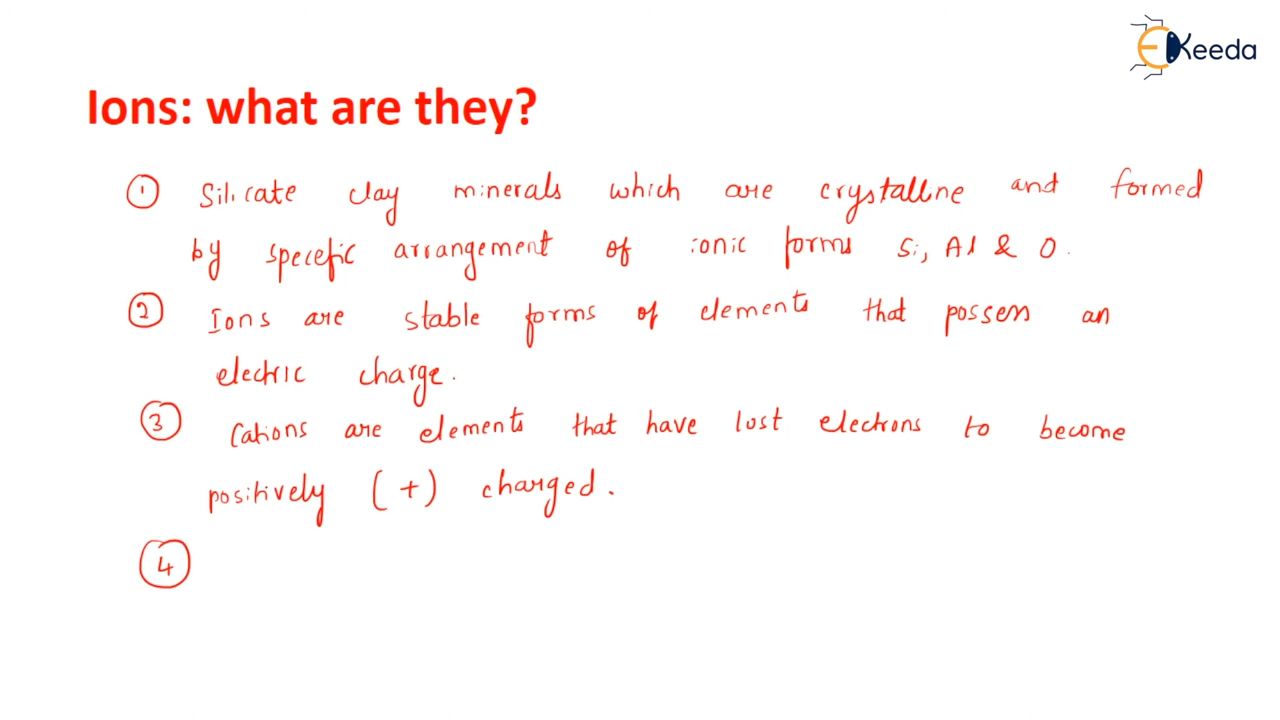 EKeeda
Ions: what are they?
① Silicate clay minerals which are crystalline and formed
by specefic arrangement of ionic forms Si, Al & O.
② Ions are stable forms of elements that possess an
electric charge.
③ Cations are elements that have lost electrons to become
positively (+) charged.
④